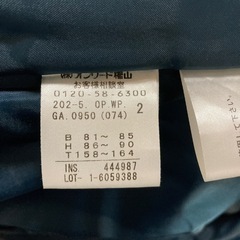 ㈱オンワード樫山
お客様相談室
0120-58-6300
202-5. OP.WP.
GA.0950 (074) 2
B 81～ 85
H 86～ 90
T 158～164
INS 444987
LOT- 1-6059388